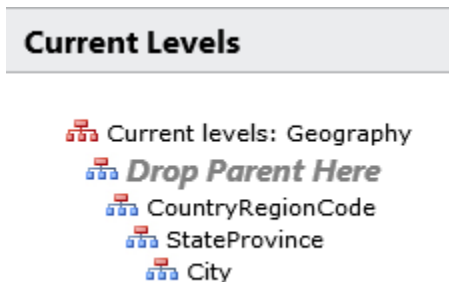 Current Levels
Current levels: Geography
Drop Parent Here
CountryRegionCode
StateProvince
City